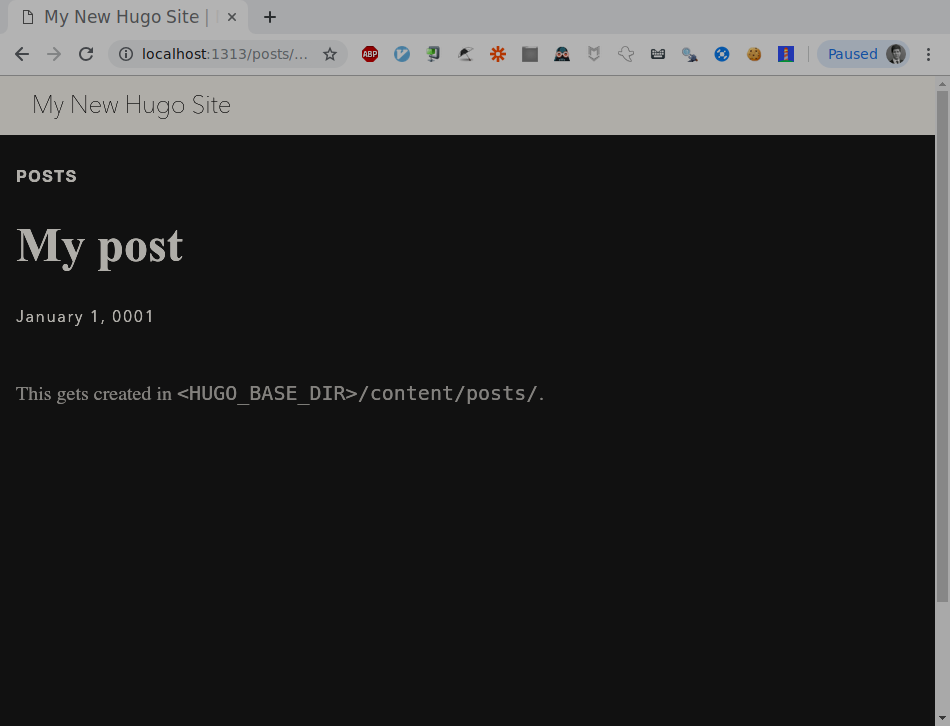 My New Hugo Site |
localhost:1313/posts/...
ABP
Paused
My New Hugo Site
POSTS
My post
January 1, 0001
This gets created in <HUGO_BASE_DIR>/content/posts/.